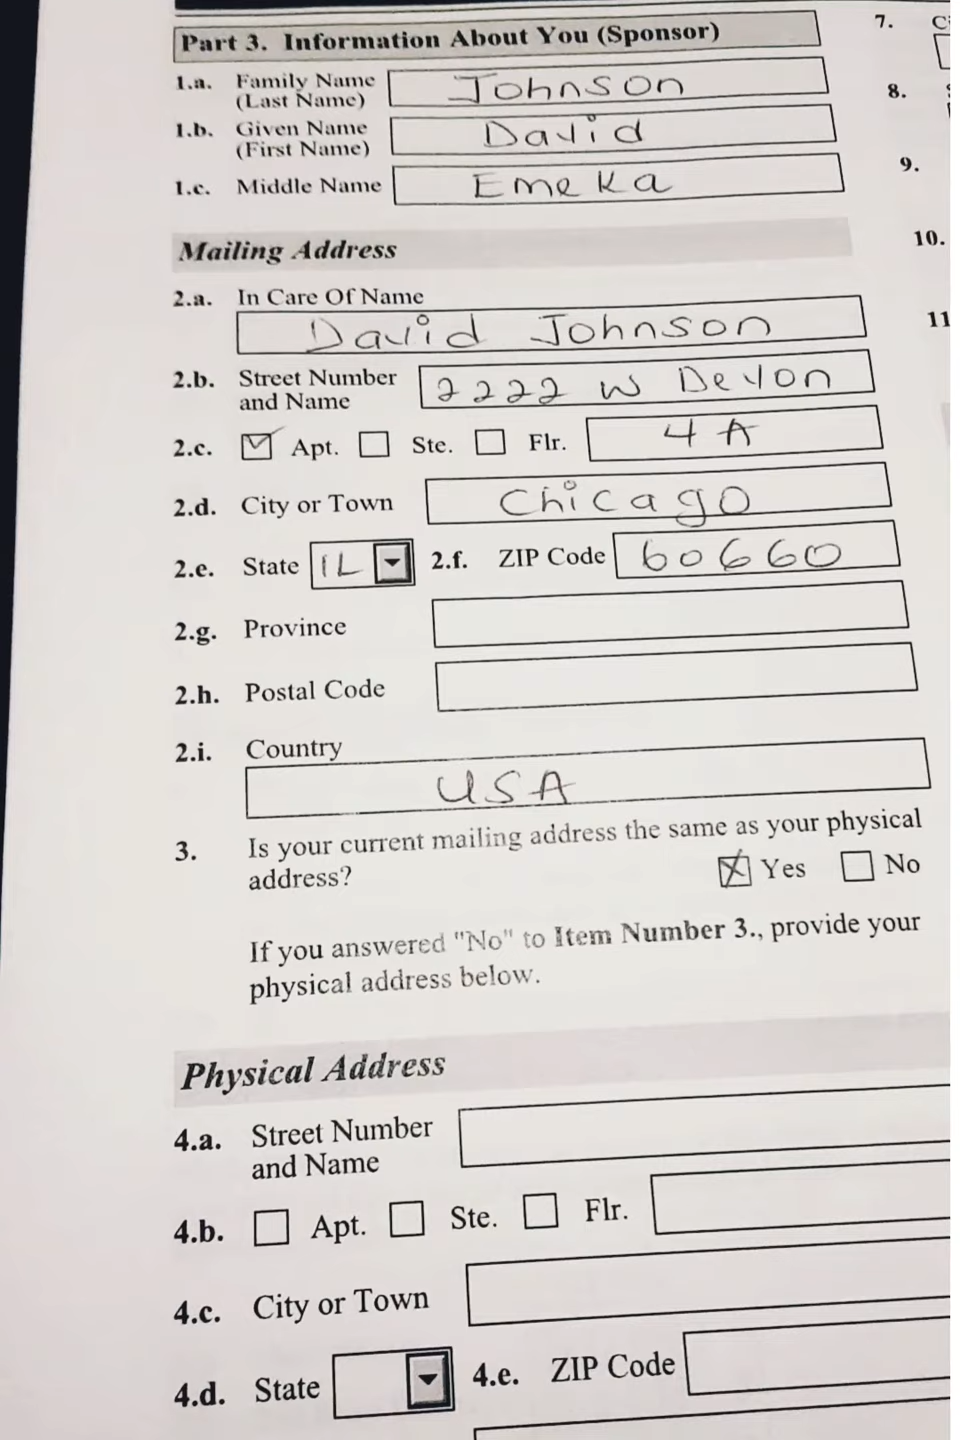 Part 3. Information About You (Sponsor)
1.a. Family Name (Last Name) Johnson
1.b. Given Name (First Name) David
1.c. Middle Name Emeka
Mailing Address
2.a. In Care Of Name
David Johnson
2.b. Street Number and Name 2222 W Devon
2.c. Apt. Ste. Flr. 4A
2.d. City or Town Chicago
2.e. State IL 2.f. ZIP Code 60660
2.g. Province
2.h. Postal Code
2.i. Country
USA
3. Is your current mailing address the same as your physical
address? Yes No
If you answered "No" to Item Number 3., provide your
physical address below.
Physical Address
4.a. Street Number and Name
4.b. Apt. Ste. Flr.
4.c. City or Town
4.d. State 4.e. ZIP Code
7.
8.
9.
10.
11